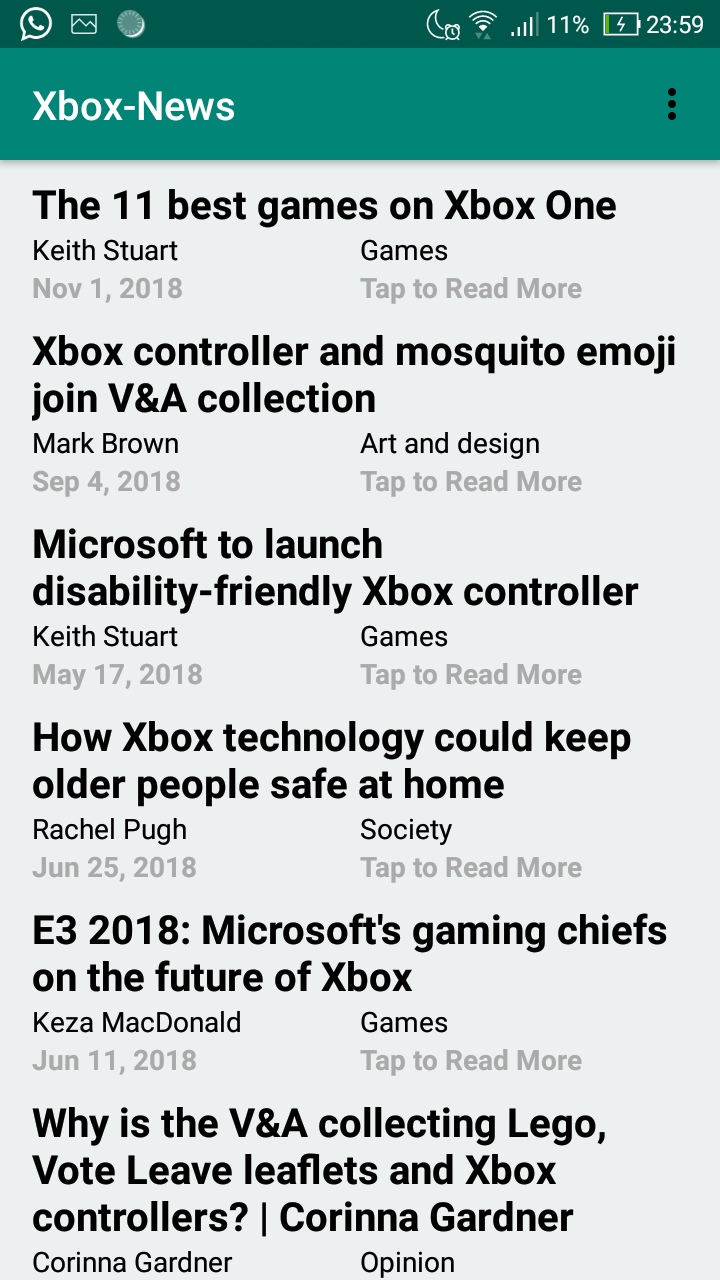 11% 23:59
Xbox-News
The 11 best games on Xbox One
Keith Stuart Games
Nov 1, 2018 Tap to Read More
Xbox controller and mosquito emoji
join V&A collection
Mark Brown Art and design
Sep 4, 2018 Tap to Read More
Microsoft to launch
disability-friendly Xbox controller
Keith Stuart Games
May 17, 2018 Tap to Read More
How Xbox technology could keep
older people safe at home
Rachel Pugh Society
Jun 25, 2018 Tap to Read More
E3 2018: Microsoft's gaming chiefs
on the future of Xbox
Keza MacDonald Games
Jun 11, 2018 Tap to Read More
Why is the V&A collecting Lego,
Vote Leave leaflets and Xbox
controllers? | Corinna Gardner
Corinna Gardner Opinion